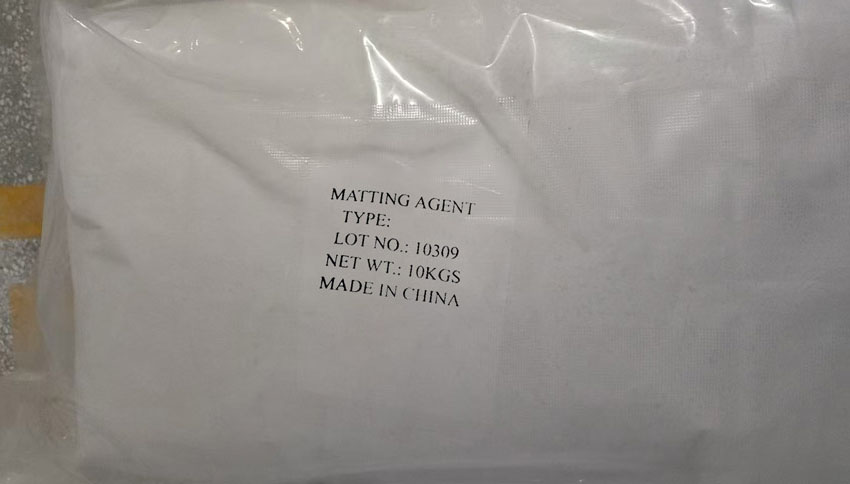 MATTING AGENT
TYPE:
LOT NO.: 10309
NET WT.: 10KGS
MADE IN CHINA